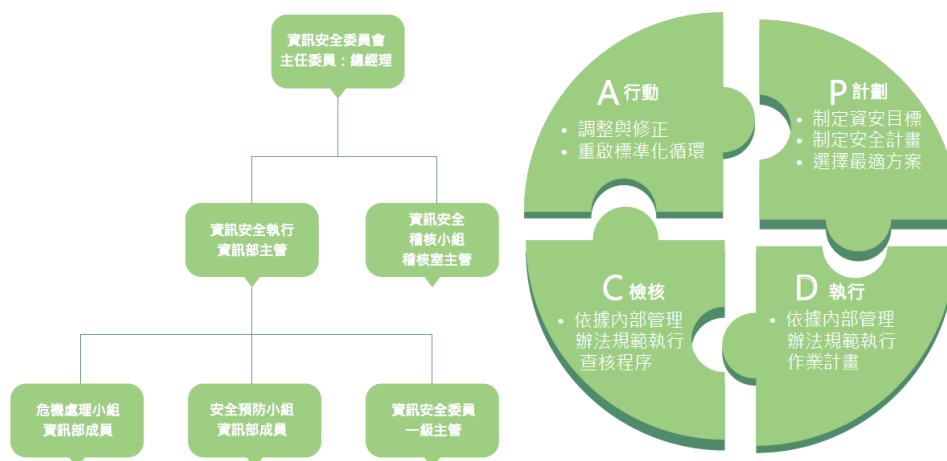 資訊安全委員會
主任委員：總經理
資訊安全執行
資訊部主管
資訊安全
稽核小組
稽核室主管
危機處理小組
資訊部成員
安全預防小組
資訊部成員
資訊安全委員
一級主管
A 行動
• 調整與修正
• 重啟標準化循環
P 計劃
• 制定資安目標
• 制定安全計畫
• 選擇最適方案
C 檢核
• 依據內部管理
辦法規範執行
查核程序
D 執行
• 依據內部管理
辦法規範執行
作業計畫